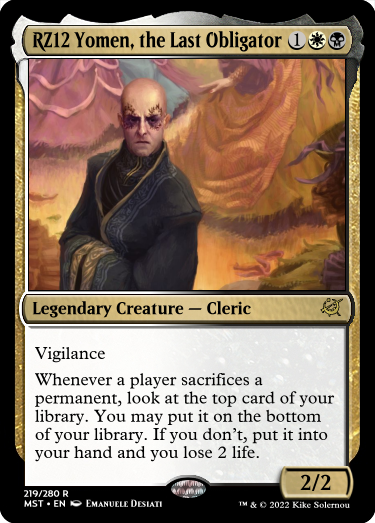 RZ12 Yomen, the Last Obligator 1
Legendary Creature — Cleric
Vigilance
Whenever a player sacrifices a
permanent, look at the top card of your
library. You may put it on the bottom
of your library. If you don't, put it into
your hand and you lose 2 life.
2/2
219/280 R
MST • EN Emanuele Desiati
™ & © 2022 Kike Solernou